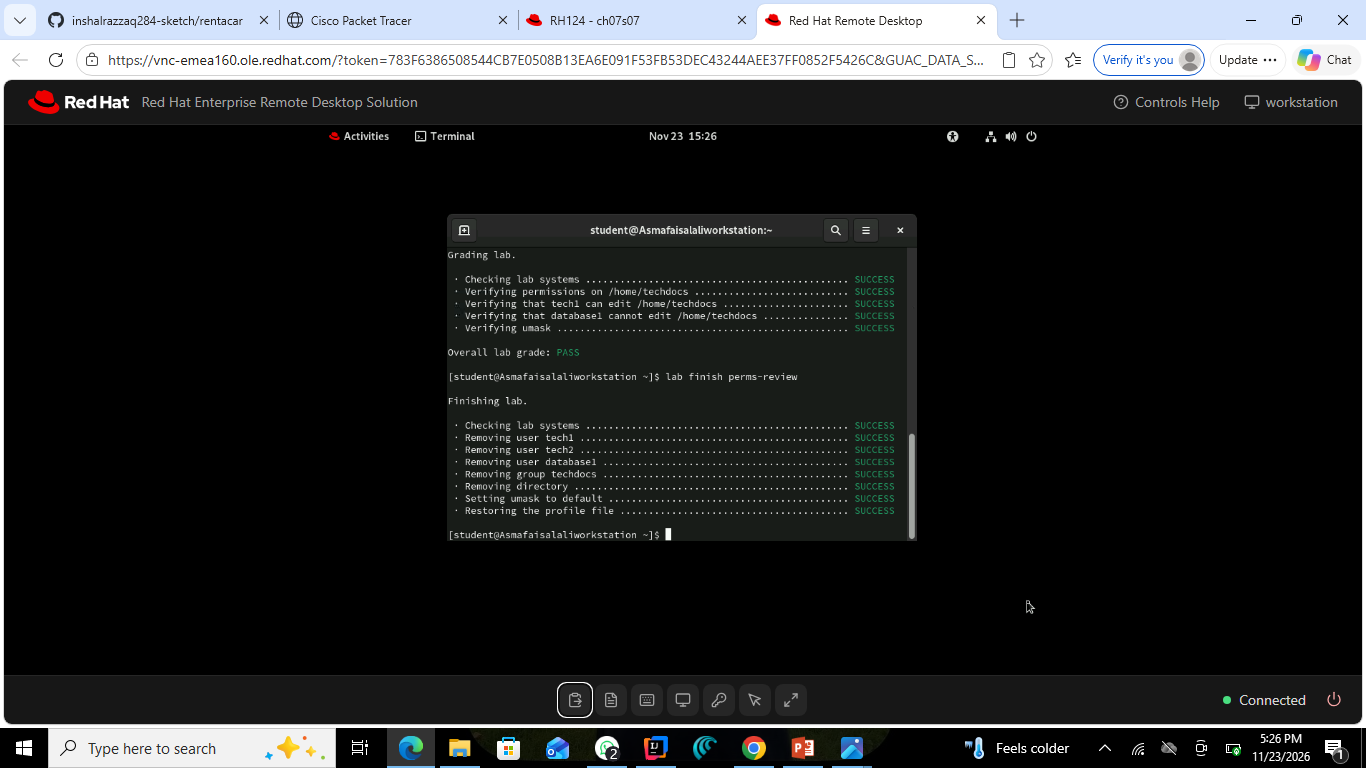 inshalrazzaq284-sketch/rentacar
Cisco Packet Tracer
RH124 - ch07s07
Red Hat Remote Desktop
https://vnc-emea160.ole.redhat.com/?token=783F6386508544CB7E0508B13EA6E091F53FB53DEC43244AEE37FF0852F5426C&GUAC_DATA_S...
Verify it's you
Update
Chat
Red Hat
Red Hat Enterprise Remote Desktop Solution
Controls Help
workstation
Activities
Terminal
Nov 23 15:26
student@Asmafaisalaliworkstation:~
Grading lab.
· Checking lab systems ............................................. SUCCESS
· Verifying permissions on /home/techdocs .......................... SUCCESS
· Verifying that tech1 can edit /home/techdocs ..................... SUCCESS
· Verifying that database1 cannot edit /home/techdocs ............... SUCCESS
· Verifying umask .................................................. SUCCESS
Overall lab grade: PASS
[student@Asmafaisalaliworkstation ~]$ lab finish perms-review
Finishing lab.
· Checking lab systems ............................................. SUCCESS
· Removing user tech1 .............................................. SUCCESS
· Removing user tech2 .............................................. SUCCESS
· Removing user database1 .......................................... SUCCESS
· Removing group techdocs .......................................... SUCCESS
· Removing directory ............................................... SUCCESS
· Setting umask to default ......................................... SUCCESS
· Restoring the profile file ....................................... SUCCESS
[student@Asmafaisalaliworkstation ~]$
Connected
Type here to search
2
Feels colder
5:26 PM
11/23/2026
1